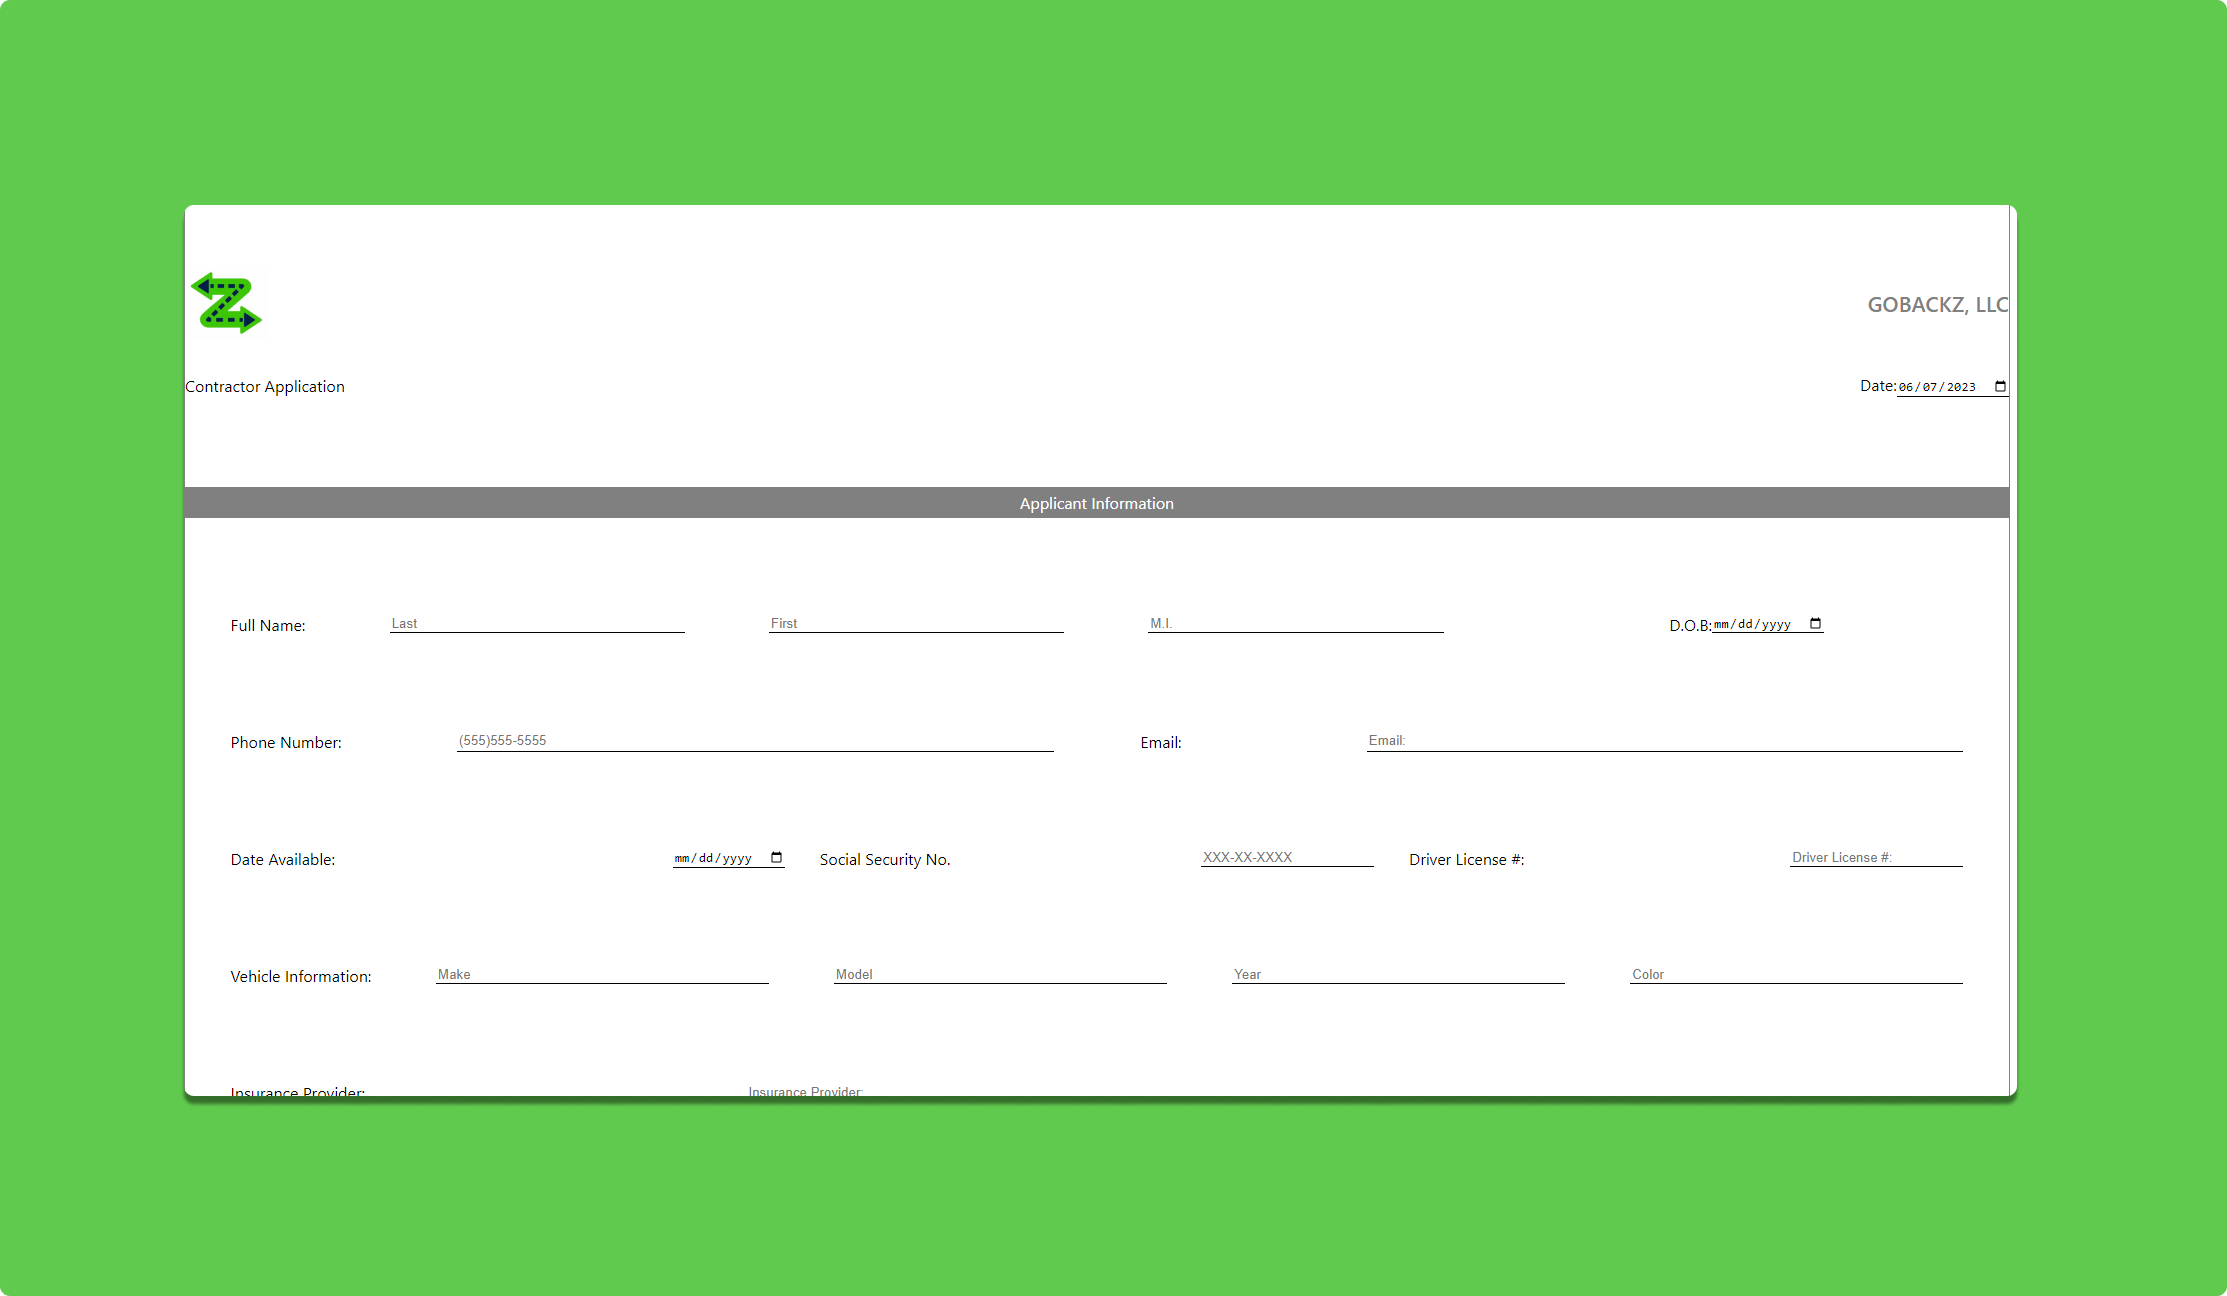 GOBACKZ, LLC
Contractor Application Date: 06/07/2023
Applicant Information
Full Name: Last First M.I. D.O.B: mm/dd/yyyy
Phone Number: (555)555-5555 Email: Email:
Date Available: mm/dd/yyyy Social Security No. XXX-XX-XXXX Driver License #: Driver License #:
Vehicle Information: Make Model Year Color
Insurance Provider: Insurance Provider: